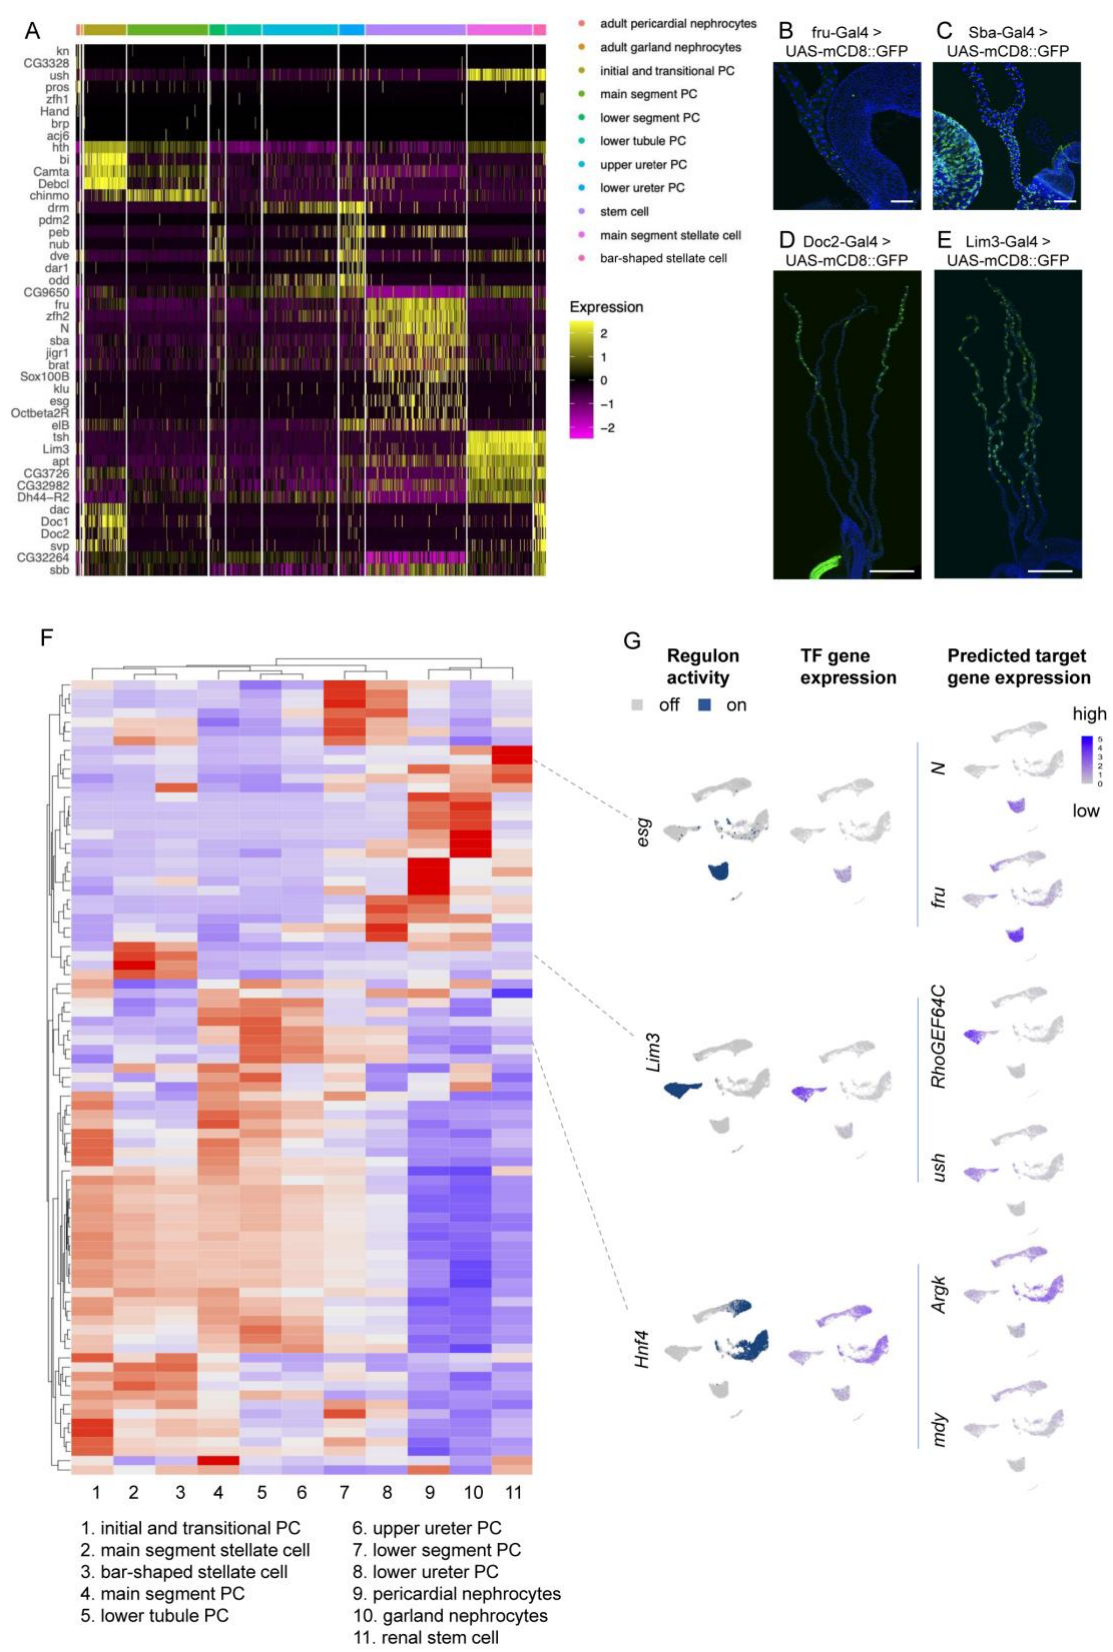 A
kn
CG3328
ush
pros
zfh1
Hand
brp
acj6
hth
bi
Camta
Debcl
chinmo
drm
pdm2
peb
nub
dve
dar1
odd
CG9650
fru
zfh2
N
sba
jigr1
brat
Sox100B
klu
esg
Octbeta2R
elB
tsh
Lim3
apt
CG3726
CG32982
Dh44−R2
dac
Doc1
Doc2
svp
CG32264
sbb
adult pericardial nephrocytes
adult garland nephrocytes
initial and transitional PC
main segment PC
lower segment PC
lower tubule PC
upper ureter PC
lower ureter PC
stem cell
main segment stellate cell
bar-shaped stellate cell
Expression
2
1
0
−1
−2
B fru-Gal4 >
UAS-mCD8::GFP
C Sba-Gal4 >
UAS-mCD8::GFP
D Doc2-Gal4 >
UAS-mCD8::GFP
E Lim3-Gal4 >
UAS-mCD8::GFP
F
1 2 3 4 5 6 7 8 9 10 11
1. initial and transitional PC
2. main segment stellate cell
3. bar-shaped stellate cell
4. main segment PC
5. lower tubule PC
6. upper ureter PC
7. lower segment PC
8. lower ureter PC
9. pericardial nephrocytes
10. garland nephrocytes
11. renal stem cell
G
Regulon
activity
off on
TF gene
expression
Predicted target
gene expression
high
5
4
3
2
1
0
low
esg
N
fru
Lim3
RhoGEF64C
ush
Hnf4
Argk
mdy